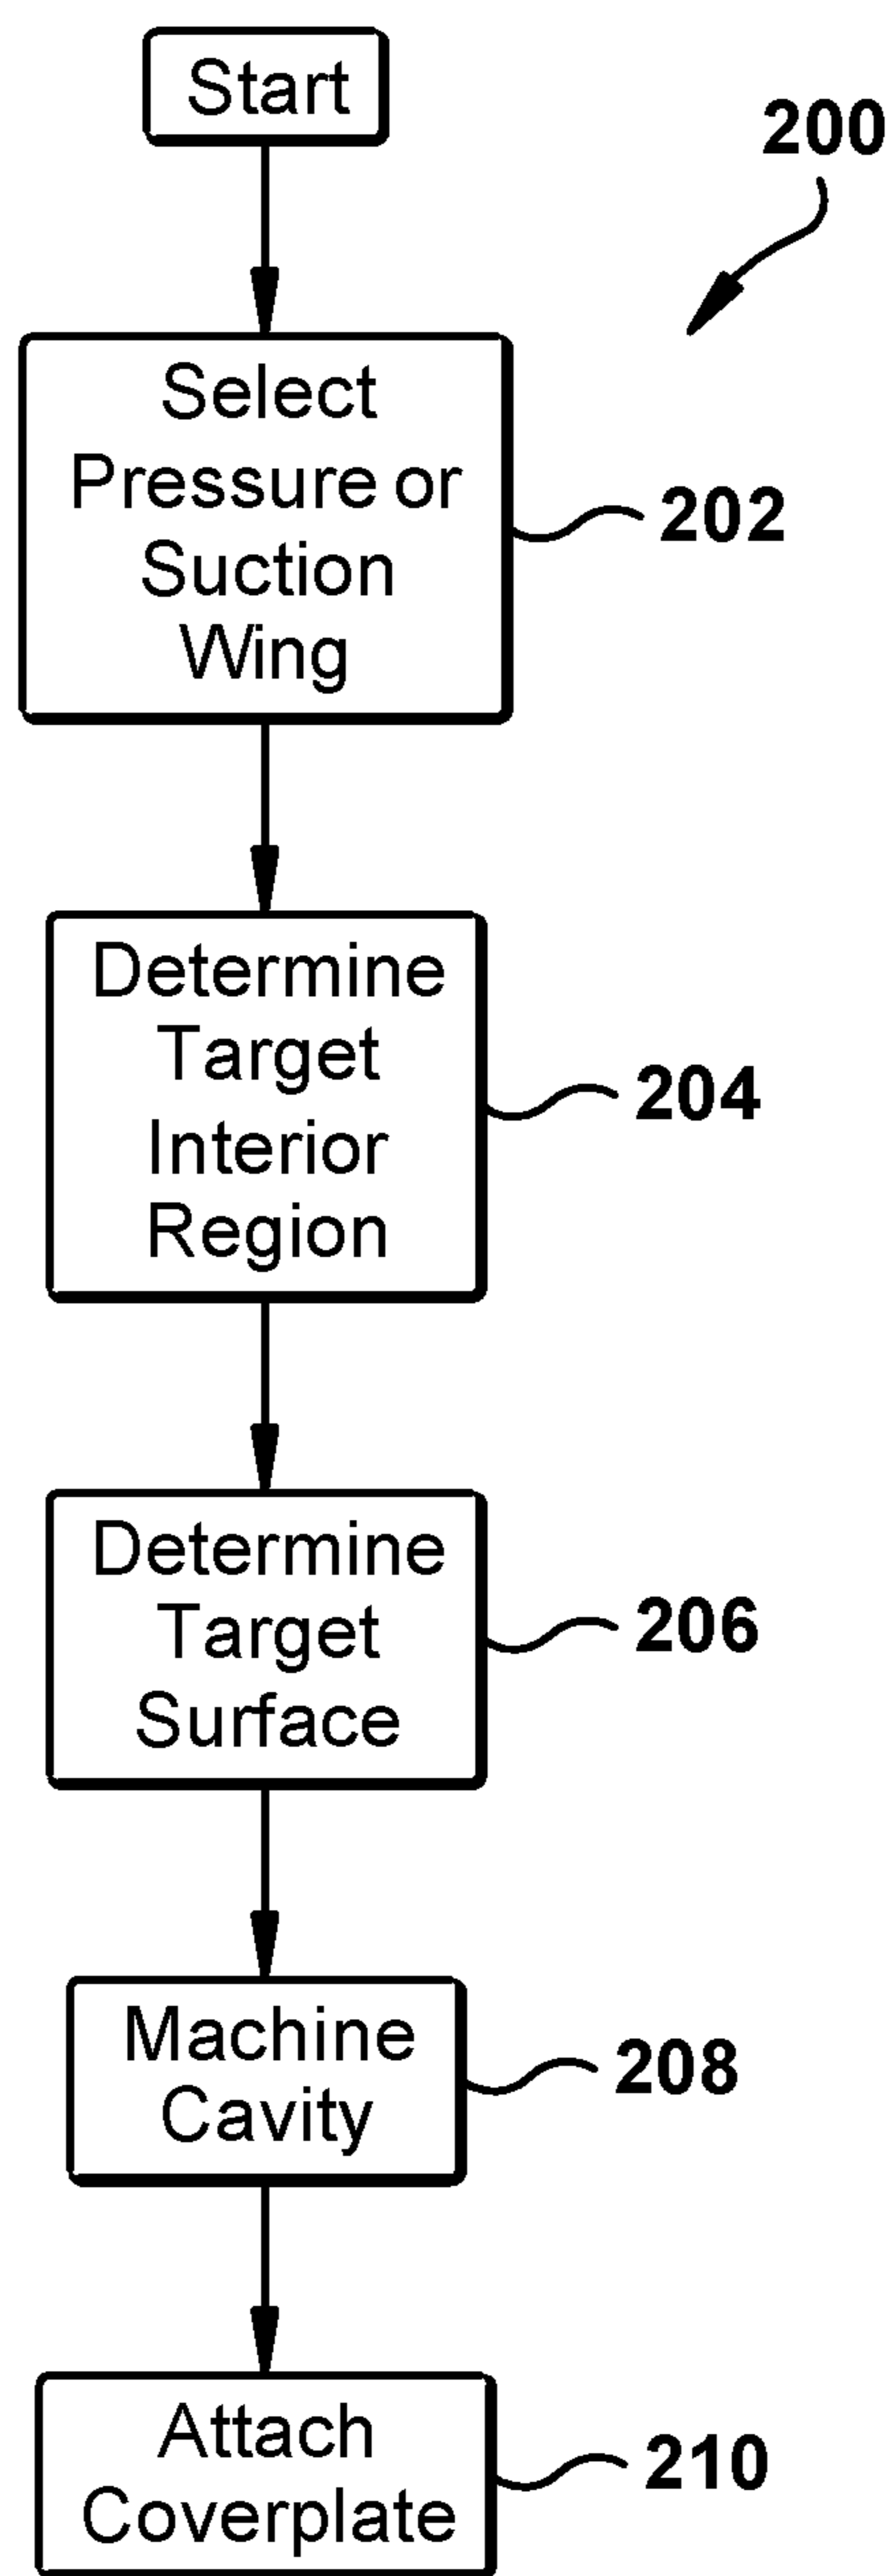 Start
200
Select
Pressure or
Suction
Wing
202
Determine
Target
Interior
Region
204
Determine
Target
Surface
206
Machine
Cavity
208
Attach
Coverplate
210